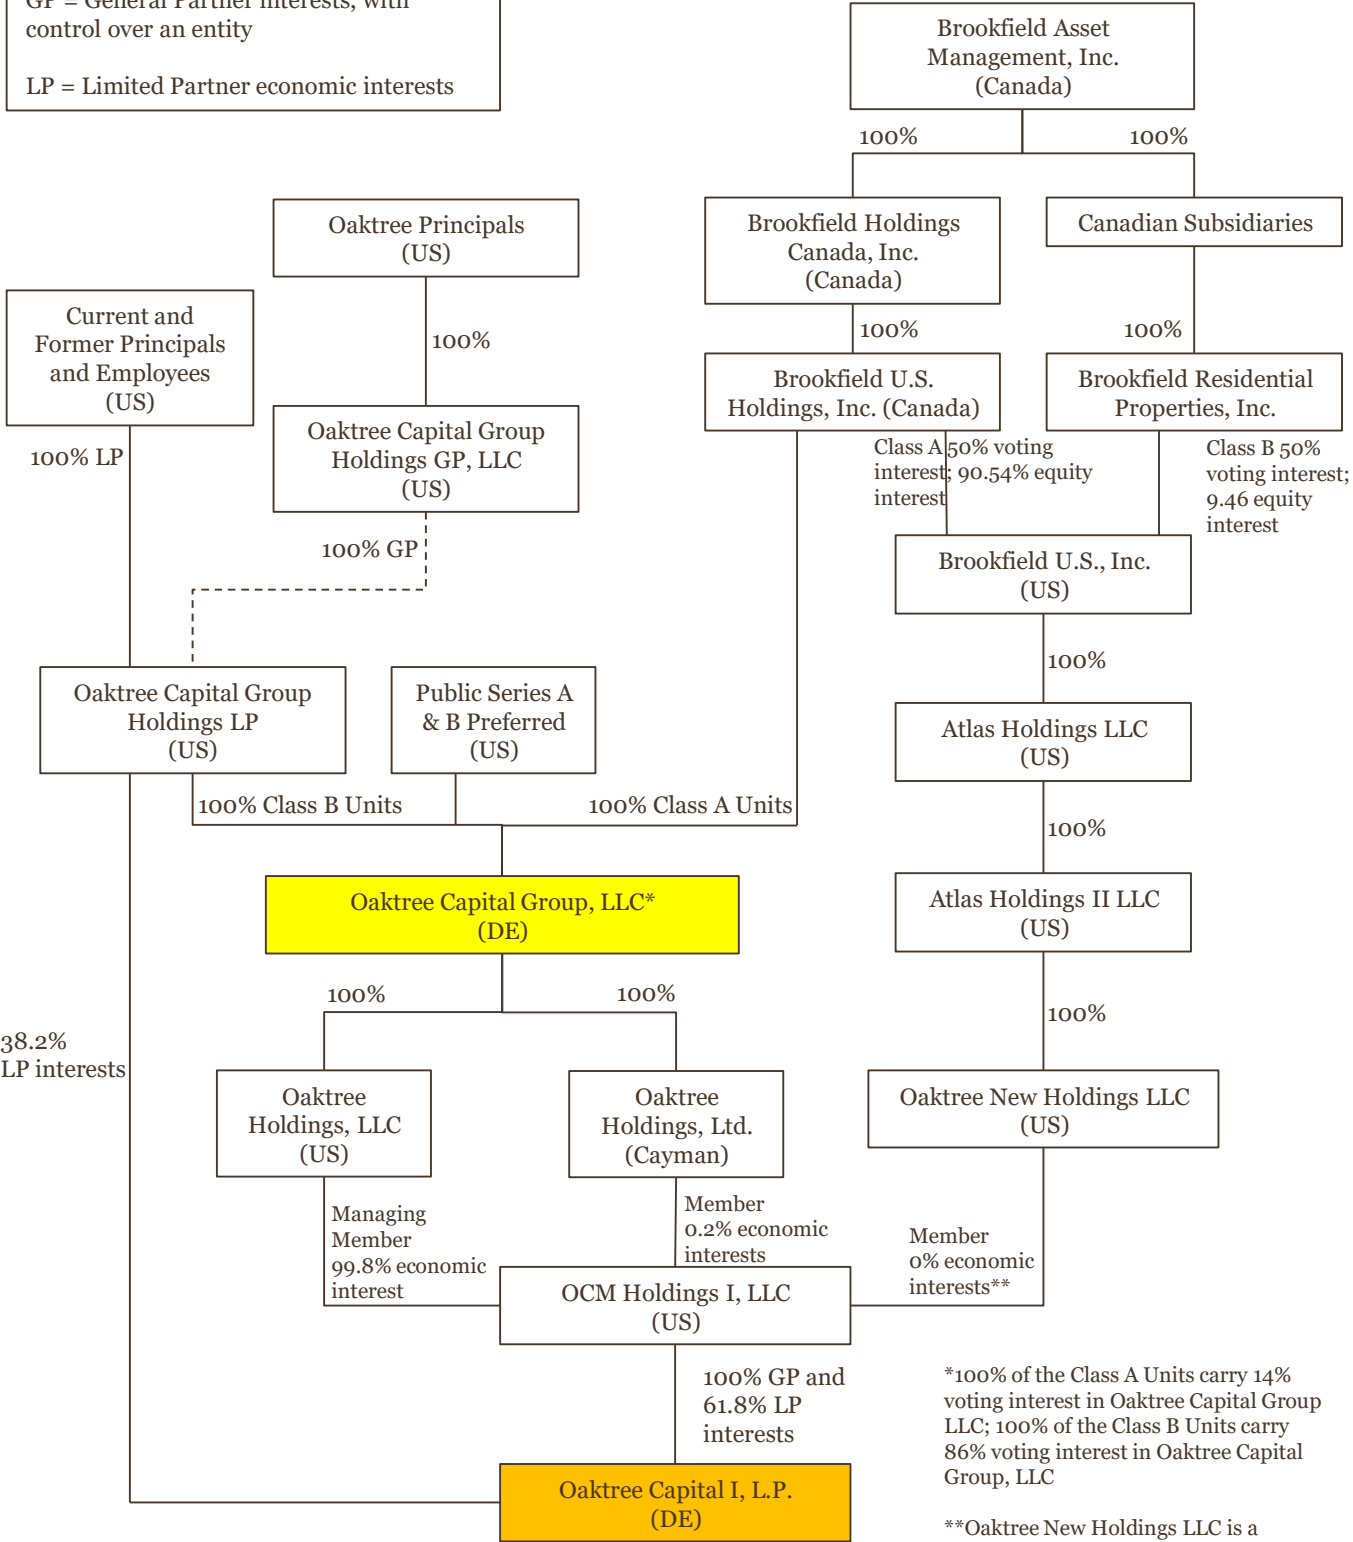 GP = General Partner interests, with
control over an entity
LP = Limited Partner economic interests
Brookfield Asset
Management, Inc.
(Canada)
100%
100%
Oaktree Principals
(US)
Brookfield Holdings
Canada, Inc.
(Canada)
Canadian Subsidiaries
Current and
Former Principals
and Employees
(US)
100%
100%
100%
Brookfield U.S.
Holdings, Inc. (Canada)
Brookfield Residential
Properties, Inc.
Oaktree Capital Group
Holdings GP, LLC
(US)
100% LP
Class A 50% voting
interest; 90.54% equity
interest
Class B 50%
voting interest;
9.46 equity
interest
100% GP
Brookfield U.S., Inc.
(US)
100%
Oaktree Capital Group
Holdings LP
(US)
Public Series A
& B Preferred
(US)
Atlas Holdings LLC
(US)
100% Class B Units
100% Class A Units
100%
Oaktree Capital Group, LLC*
(DE)
Atlas Holdings II LLC
(US)
100%
100%
100%
38.2%
LP interests
Oaktree
Holdings, LLC
(US)
Oaktree
Holdings, Ltd.
(Cayman)
Oaktree New Holdings LLC
(US)
Managing
Member
99.8% economic
interest
Member
0.2% economic
interests
Member
0% economic
interests**
OCM Holdings I, LLC
(US)
100% GP and
61.8% LP
interests
*100% of the Class A Units carry 14%
voting interest in Oaktree Capital Group
LLC; 100% of the Class B Units carry
86% voting interest in Oaktree Capital
Group, LLC
Oaktree Capital I, L.P.
(DE)
**Oaktree New Holdings LLC is a